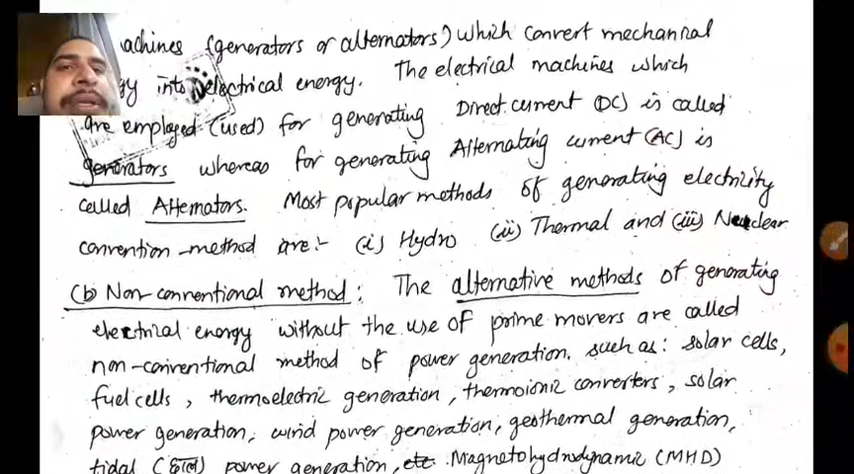 achines (generators or alternators) which convert mechanical
gy into electrical energy. The electrical machines which
are employed (used) for generating Direct current (DC) is called
generators whereas for generating Alternating current (AC) is
called Alternators. Most popular methods of generating electricity
convention-method are:- (i) Hydro (ii) Thermal and (iii) Nuclear
(b) Non-conventional method: The alternative methods of generating
electrical energy without the use of prime movers are called
non-conventional method of power generation. such as: solar cells,
fuel cells, thermoelectric generation, thermoionic converters, solar
power generation, wind power generation, geothermal generation,
tidal () power generation, etc. Magnetohydrodynamic (MHD)